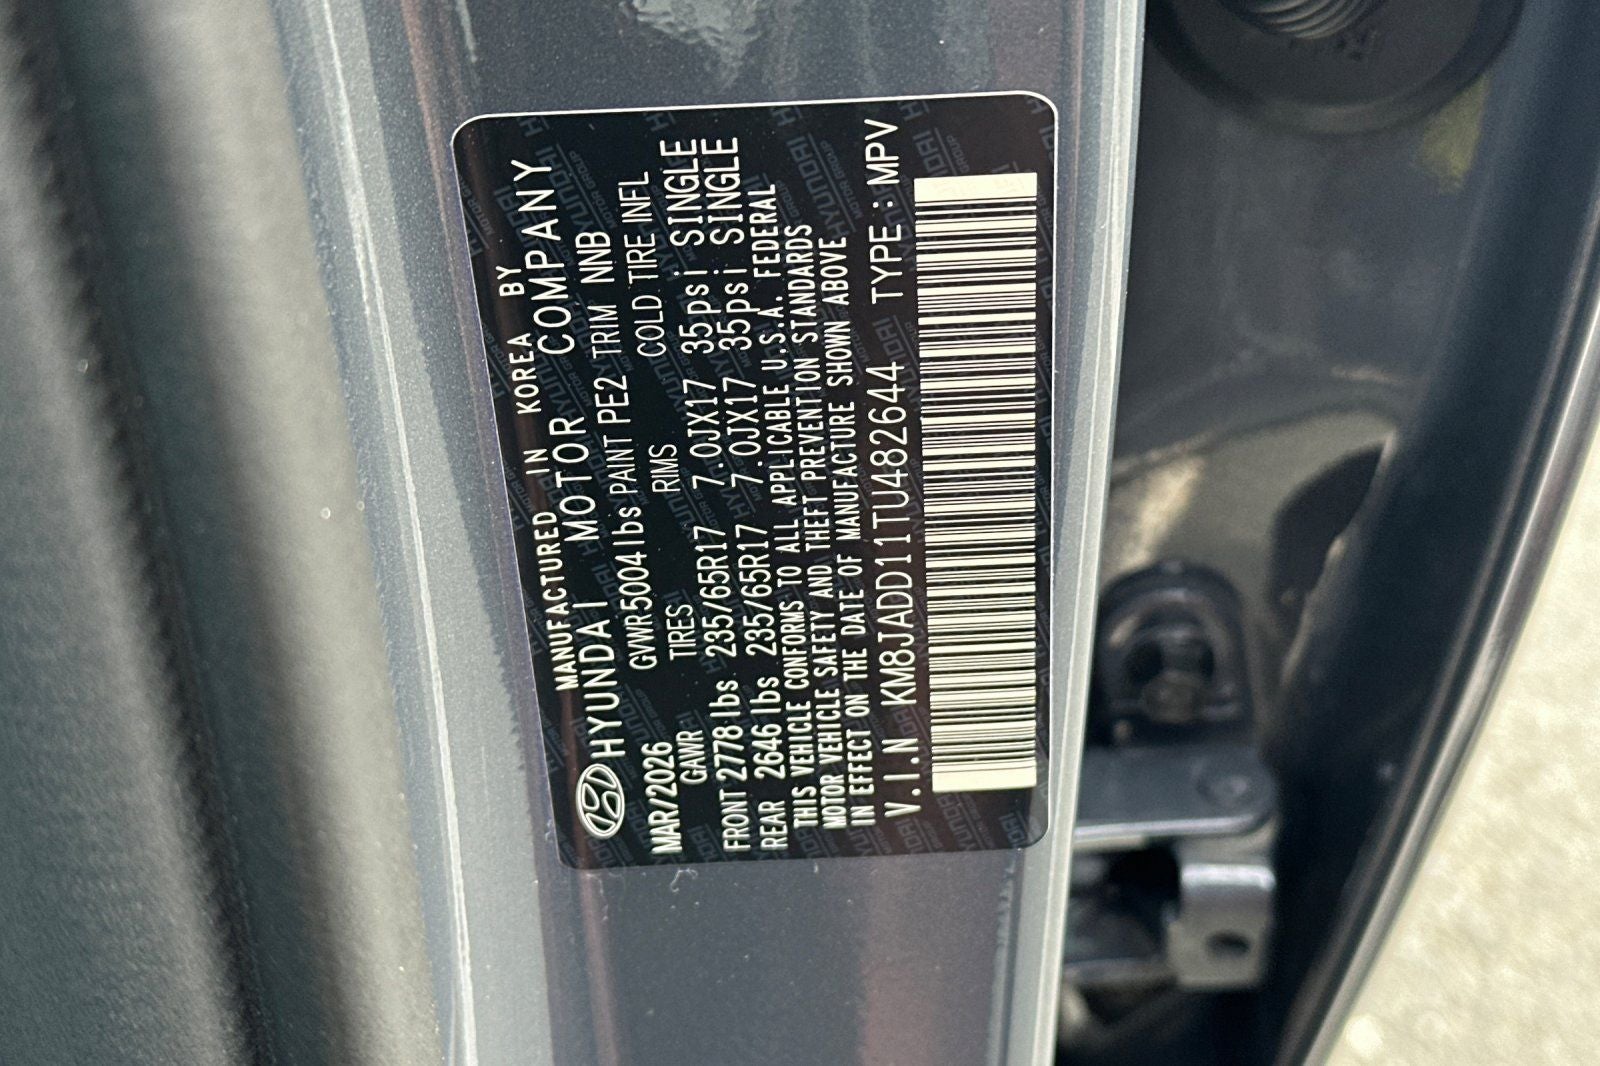 MANUFACTURED IN KOREA BY
HYUNDAI MOTOR COMPANY
MAR/2026 GVWR5004lbs PAINT PE2 TRIM NNB
GAWR TIRES RIMS COLD TIRE INFL
FRONT 2778lbs 235/65R17 7.0JX17 35psi SINGLE
REAR 2646lbs 235/65R17 7.0JX17 35psi SINGLE
THIS VEHICLE CONFORMS TO ALL APPLICABLE U.S.A. FEDERAL
MOTOR VEHICLE SAFETY AND THEFT PREVENTION STANDARDS
IN EFFECT ON THE DATE OF MANUFACTURE SHOWN ABOVE
V.I.N KM8JADD11TU482644 TYPE:MPV